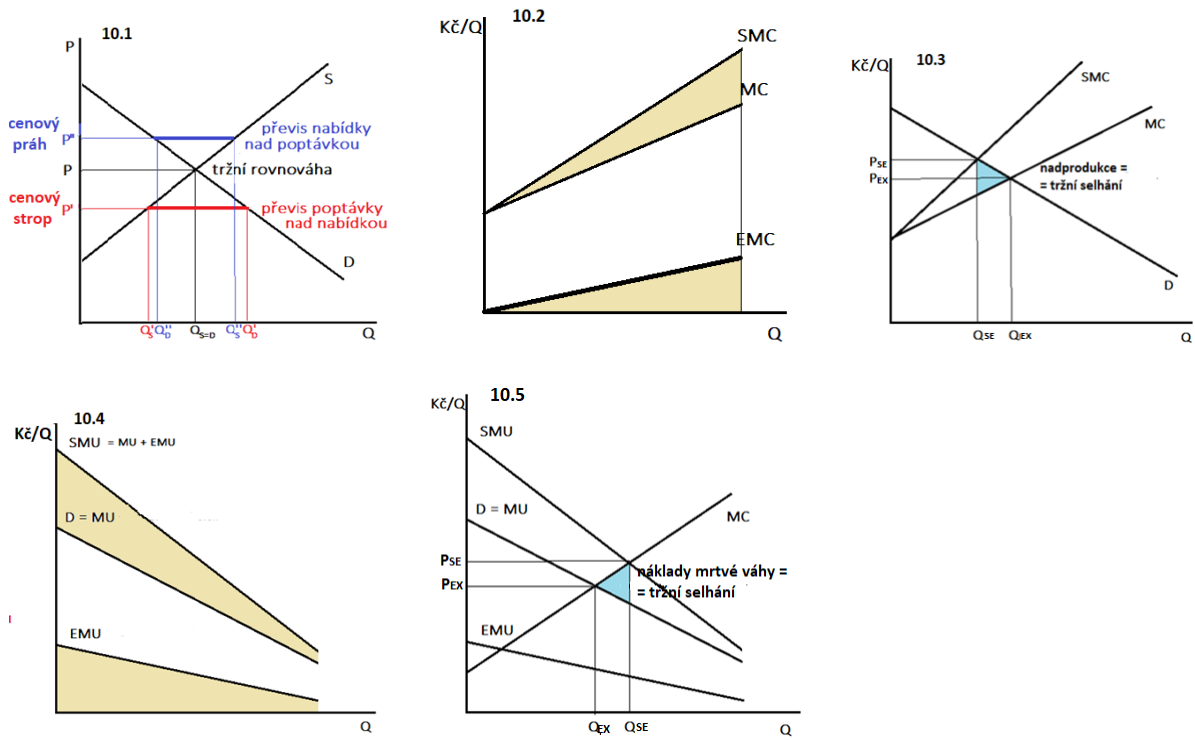 10.1
P
S
cenový
práh
P"
převis nabídky
nad poptávkou
P
tržní rovnováha
cenový
strop
P'
převis poptávky
nad nabídkou
D
Q'S Q''D QS=D Q''S Q'D Q
10.2
Kč/Q
SMC
MC
EMC
Q
10.3
Kč/Q
SMC
MC
PSE
PEX
nadprodukce =
= tržní selhání
D
QSE QEX Q
10.4
Kč/Q
SMU = MU + EMU
D = MU
EMU
Q
10.5
Kč/Q
SMU
D = MU
MC
PSE
PEX
náklady mrtvé váhy =
= tržní selhání
EMU
QEX QSE Q